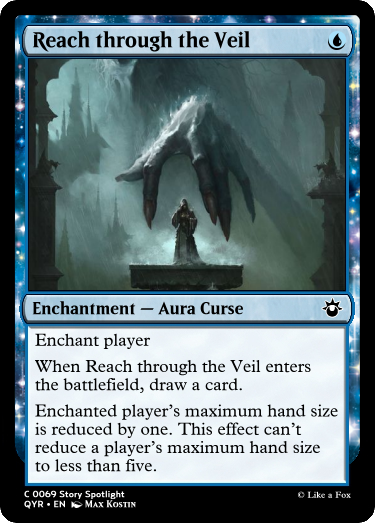 Reach through the Veil
Enchantment — Aura Curse
Enchant player
When Reach through the Veil enters
the battlefield, draw a card.
Enchanted player's maximum hand size
is reduced by one. This effect can't
reduce a player's maximum hand size
to less than five.
C 0069 Story Spotlight
QYR • EN Max Kostin
© Like a Fox